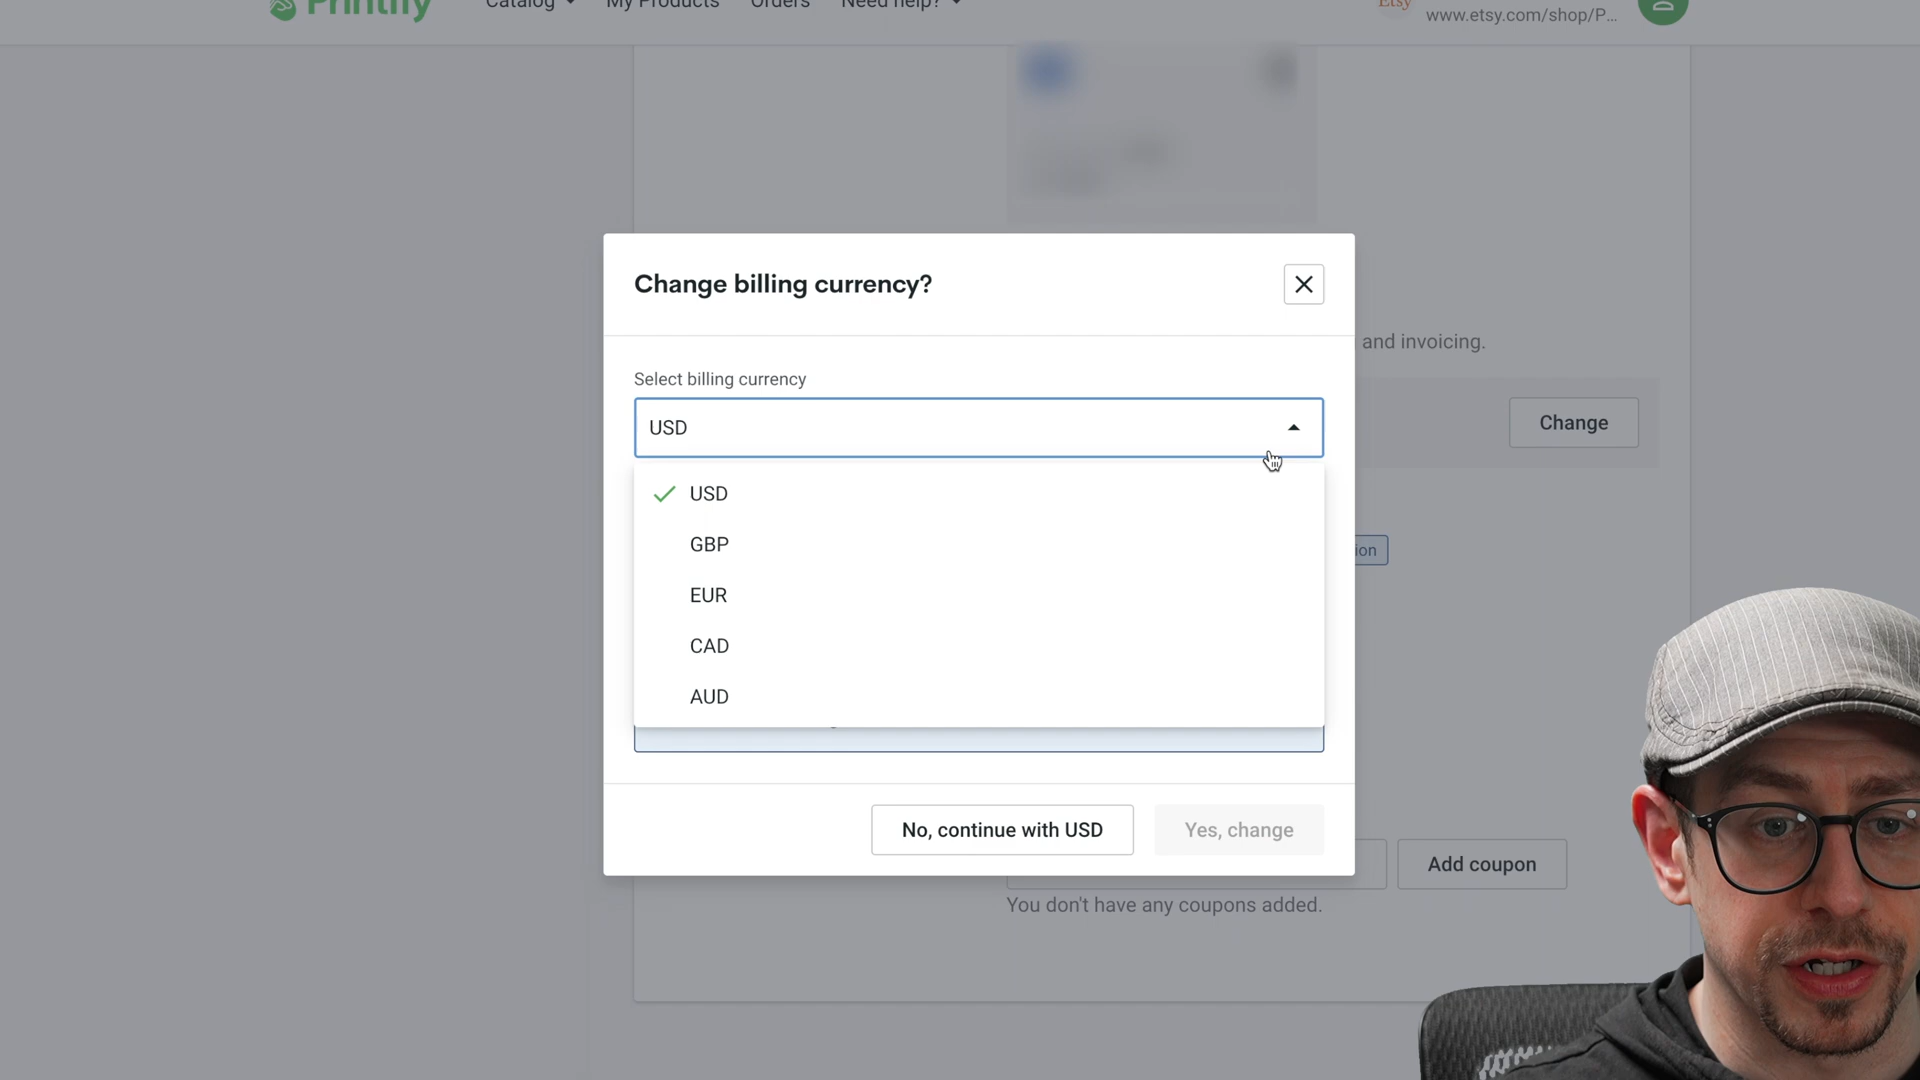 Printify Catalog My Products Orders Need help? Etsy
www.etsy.com/shop/P...
Change billing currency?
and invoicing.
Select billing currency
USD
Change
USD
GBP
ion
EUR
CAD
AUD
No, continue with USD Yes, change
Add coupon
You don't have any coupons added.